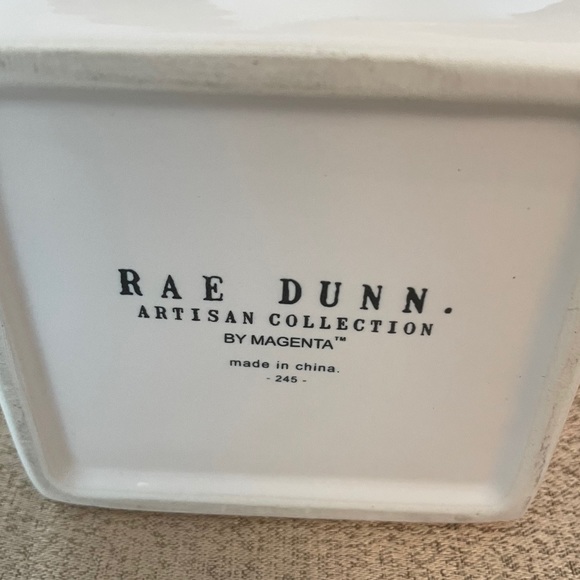 RAE DUNN.
ARTISAN COLLECTION
BY MAGENTA™
made in china.
- 245 -